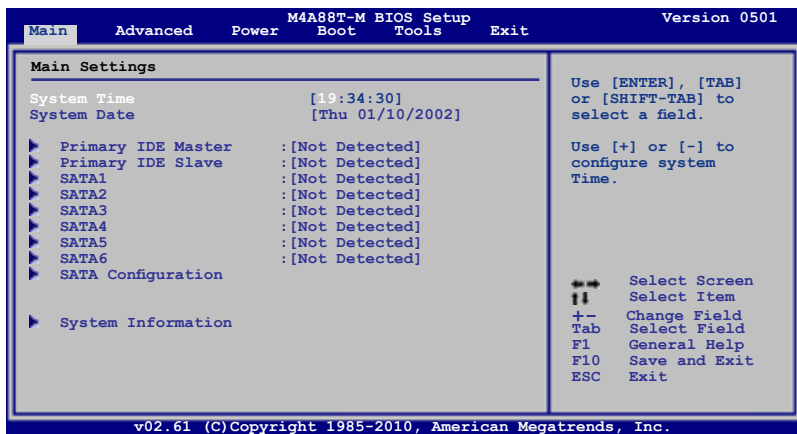 M4A88T-M BIOS Setup Version 0501
Main Advanced Power Boot Tools Exit
Main Settings
System Time [19:34:30]
System Date [Thu 01/10/2002]
Primary IDE Master :[Not Detected]
Primary IDE Slave :[Not Detected]
SATA1 :[Not Detected]
SATA2 :[Not Detected]
SATA3 :[Not Detected]
SATA4 :[Not Detected]
SATA5 :[Not Detected]
SATA6 :[Not Detected]
SATA Configuration
System Information
Use [ENTER], [TAB]
or [SHIFT-TAB] to
select a field.
Use [+] or [-] to
configure system
Time.
←→ Select Screen
↑↓ Select Item
+- Change Field
Tab Select Field
F1 General Help
F10 Save and Exit
ESC Exit
v02.61 (C)Copyright 1985-2010, American Megatrends, Inc.